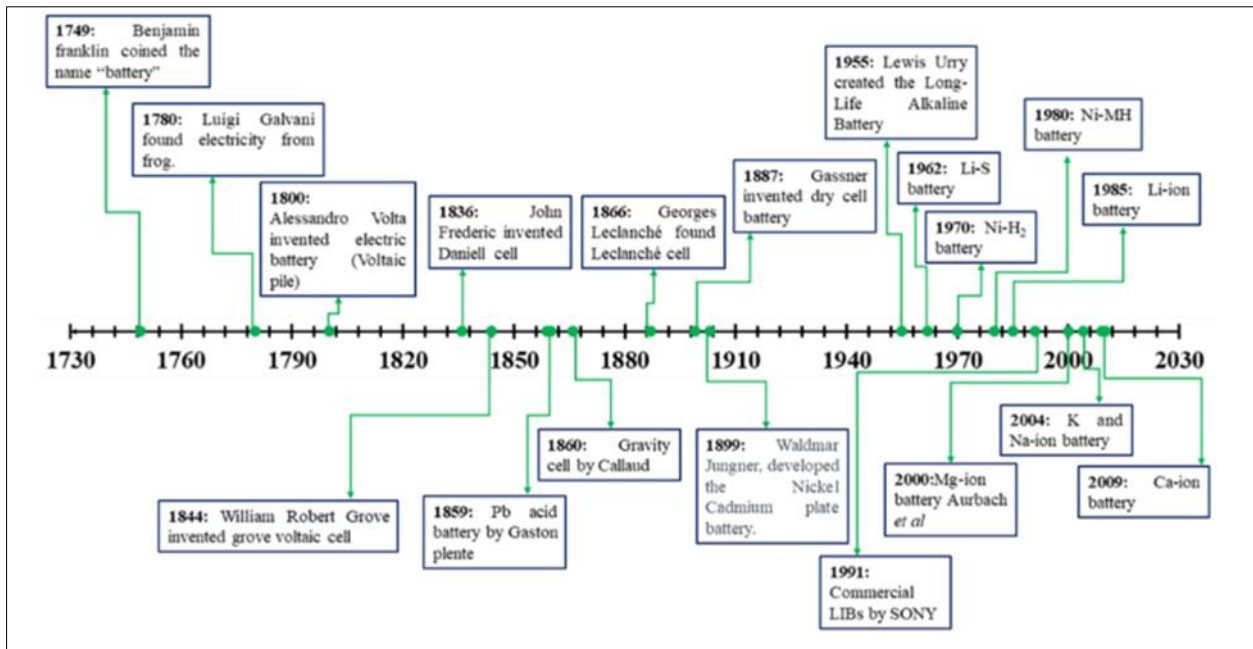 1749: Benjamin
franklin coined the
name “battery”
1780: Luigi Galvani
found electricity from
frog.
1800:
Alessandro Volta
invented electric
battery (Voltaic
pile)
1836: John
Frederic invented
Daniell cell
1866: Georges
Leclanché found
Leclanché cell
1887: Gassner
invented dry cell
battery
1955: Lewis Urry
created the Long-
Life Alkaline
Battery
1962: Li-S
battery
1970: Ni-H₂
battery
1980: Ni-MH
battery
1985: Li-ion
battery
1730 1760 1790 1820 1850 1880 1910 1940 1970 2000 2030
1844: William Robert Grove
invented grove voltaic cell
1859: Pb acid
battery by Gaston
plente
1860: Gravity
cell by Callaud
1899: Waldmar
Jungner, developed
the Nickel
Cadmium plate
battery.
1991:
Commercial
LIBs by SONY
2000:Mg-ion
battery Aurbach
et al
2004: K and
Na-ion battery
2009: Ca-ion
battery